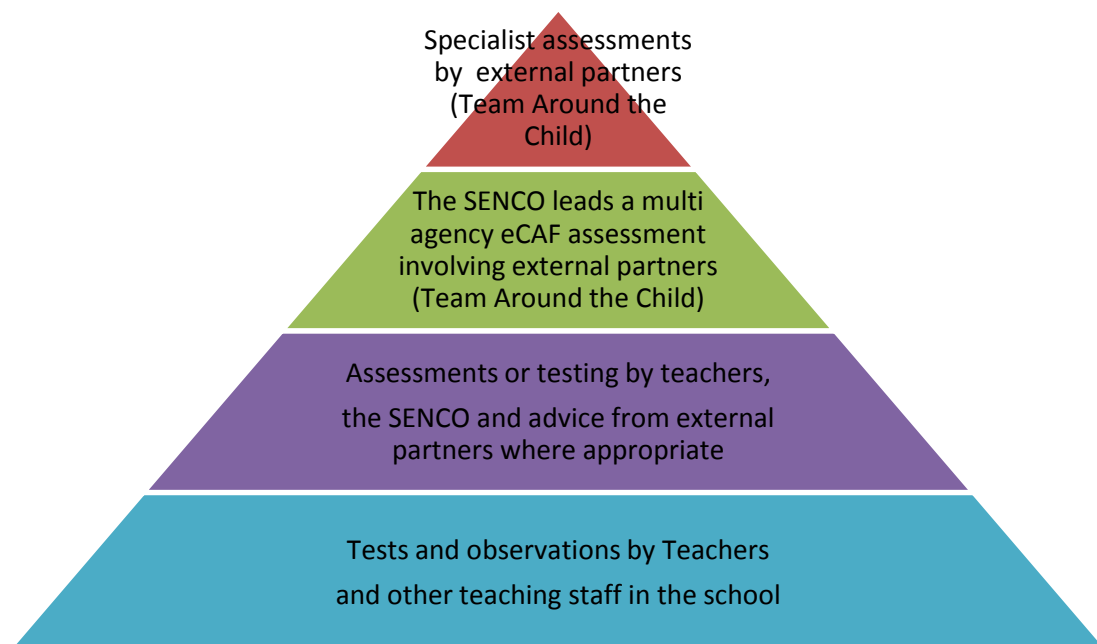 Specialist assessments
by  external partners
(Team Around the
Child)
The SENCO leads a multi
agency eCAF assessment
involving external partners
(Team Around the Child)
Assessments or testing by teachers,
the SENCO and advice from external
partners where appropriate
Tests and observations by Teachers
and other teaching staff in the school